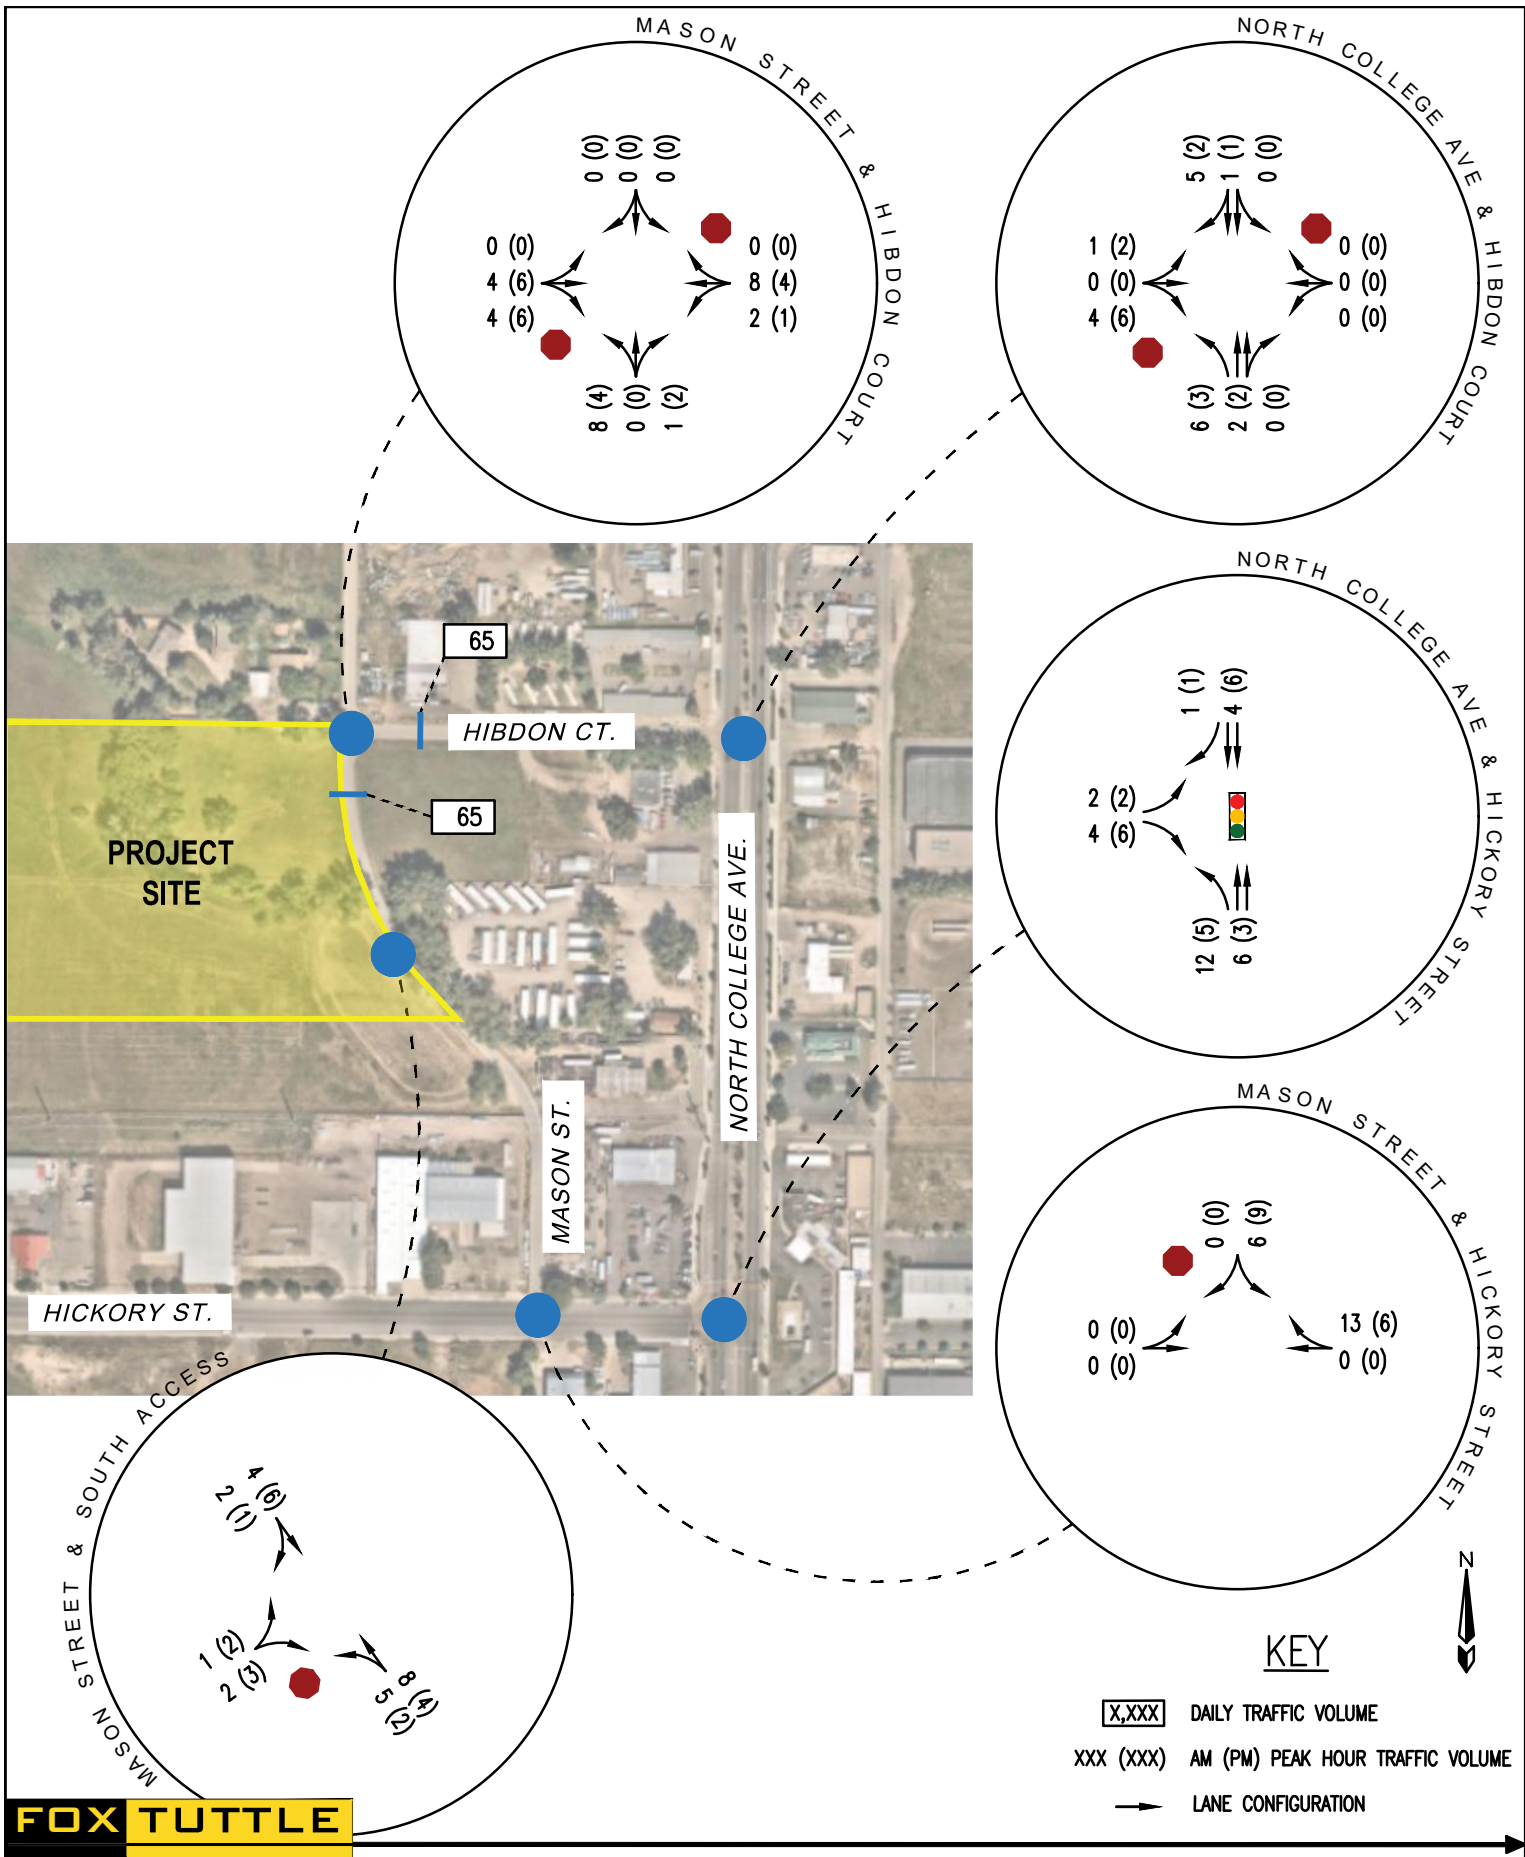 MASON STREET & HIBDON COURT
0 (0)
0 (0)
0 (0)
0 (0)
4 (6)
4 (6)
0 (0)
8 (4)
2 (1)
8 (4)
0 (0)
1 (2)
NORTH COLLEGE AVE & HIBDON COURT
5 (2)
1 (1)
0 (0)
1 (2)
0 (0)
4 (6)
0 (0)
0 (0)
0 (0)
6 (3)
2 (2)
0 (0)
NORTH COLLEGE AVE & HICKORY STREET
1 (1)
4 (6)
2 (2)
4 (6)
12 (5)
6 (3)
65
HIBDON CT.
65
PROJECT
SITE
NORTH COLLEGE AVE.
MASON ST.
HICKORY ST.
MASON STREET & HICKORY STREET
0 (0)
6 (9)
0 (0)
0 (0)
13 (6)
0 (0)
MASON STREET & SOUTH ACCESS
4 (6)
2 (1)
1 (2)
2 (3)
8 (4)
5 (2)
N
KEY
X,XXX DAILY TRAFFIC VOLUME
XXX (XXX) AM (PM) PEAK HOUR TRAFFIC VOLUME
LANE CONFIGURATION
FOX TUTTLE